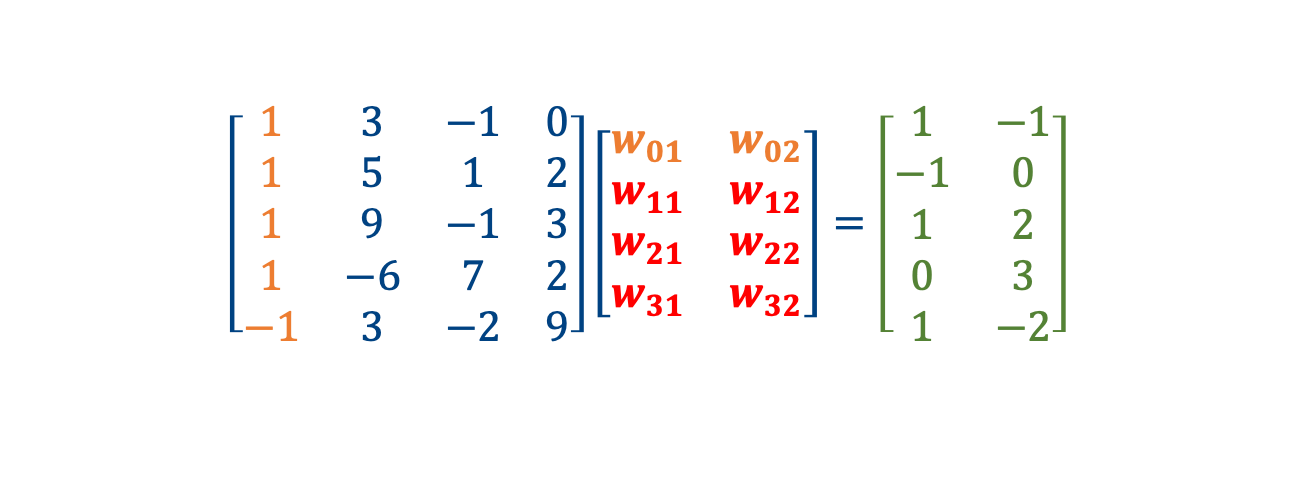 1 3 −1 0
1 5 1 2
1 9 −1 3
1 −6 7 2
−1 3 −2 9
w₀₁ w₀₂
w₁₁ w₁₂
w₂₁ w₂₂
w₃₁ w₃₂
=
1 −1
−1 0
1 2
0 3
1 −2